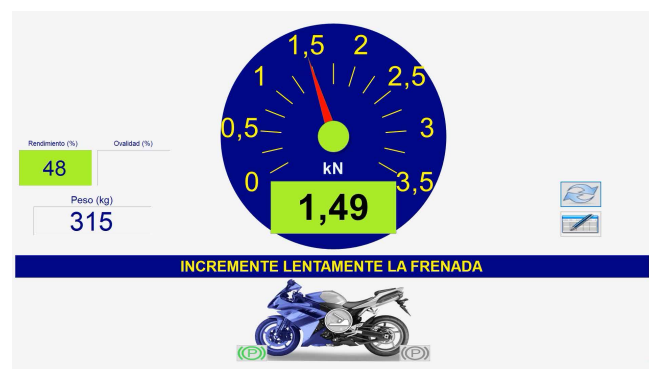 0
0,5
1
1,5
2
2,5
3
3,5
kN
1,49
Rendimiento (%) Ovalidad (%)
48
Peso (kg)
315
INCREMENTE LENTAMENTE LA FRENADA
(P) (P)